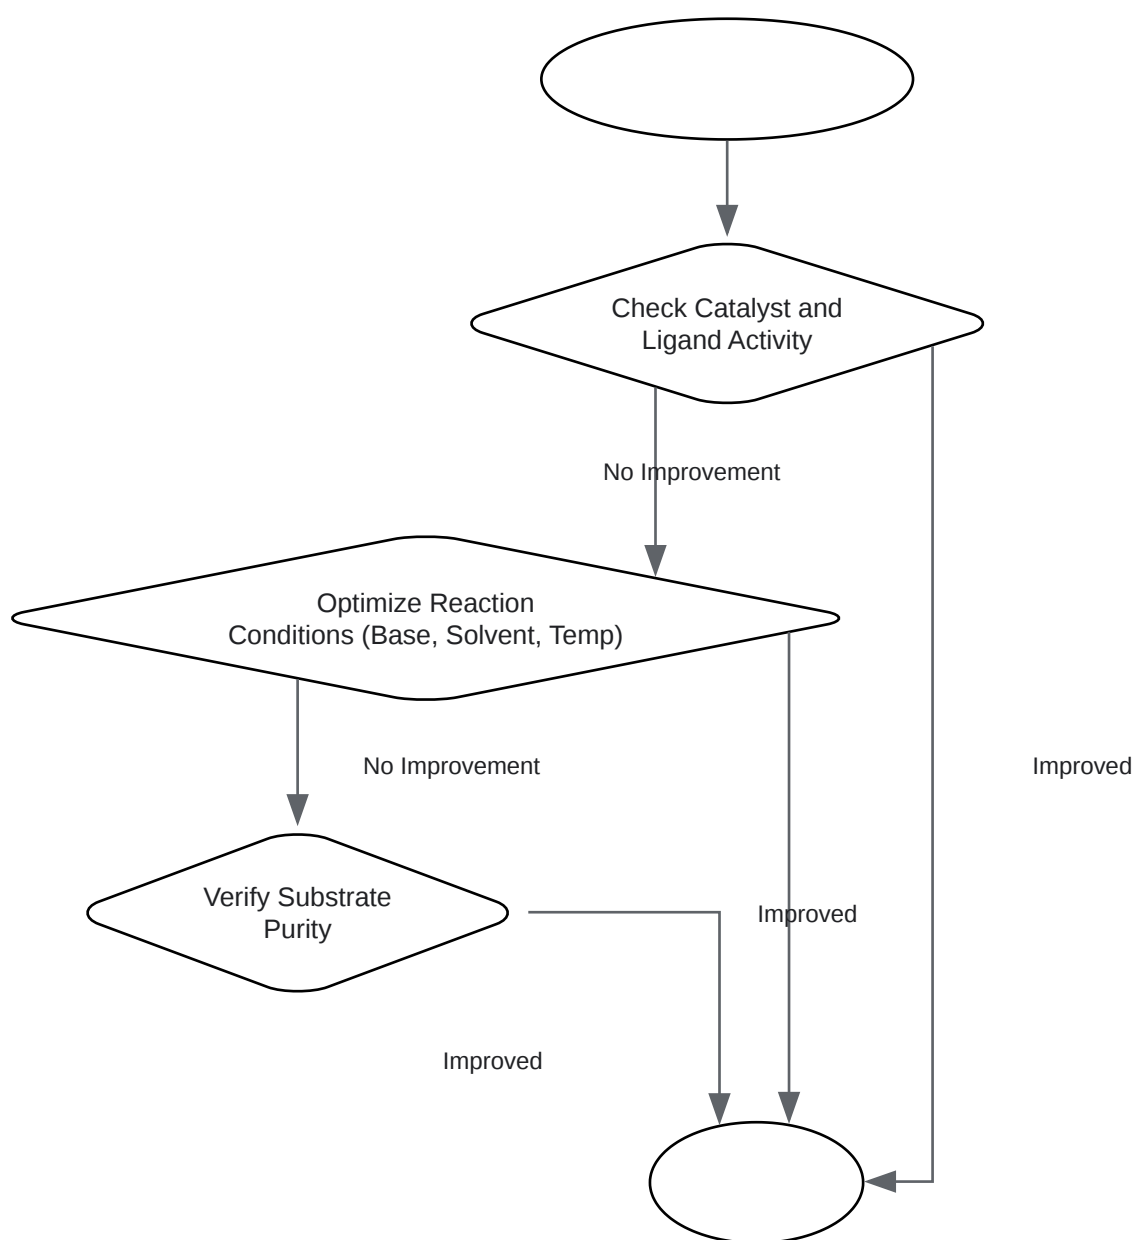 Check Catalyst and
Ligand Activity
No Improvement
Optimize Reaction
Conditions (Base, Solvent, Temp)
No Improvement
Improved
Verify Substrate
Purity
Improved
Improved